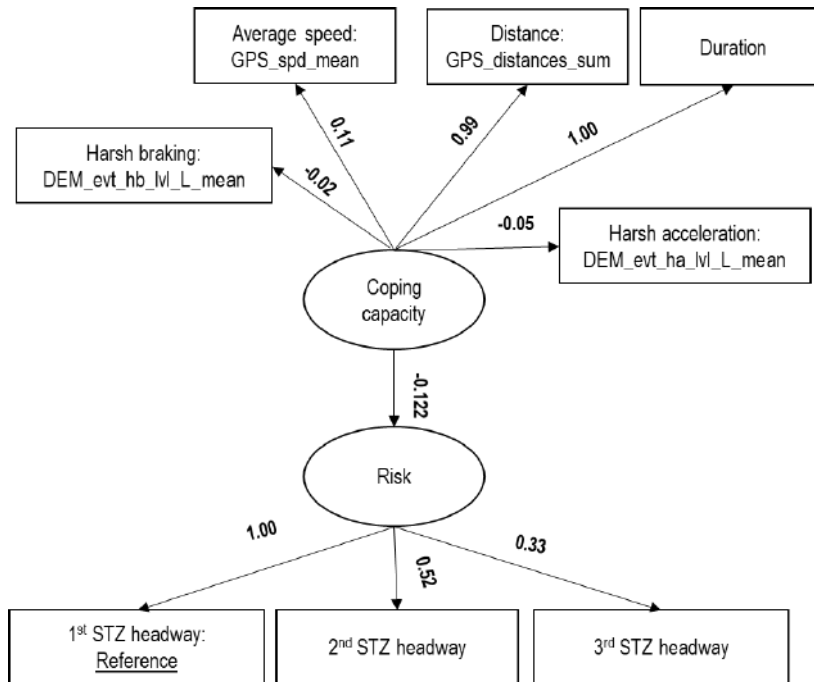 Average speed:
GPS_spd_mean
Distance:
GPS_distances_sum
Duration
0.11
0.99
1.00
Harsh braking:
DEM_evt_hb_lvl_L_mean
-0.02
-0.05
Harsh acceleration:
DEM_evt_ha_lvl_L_mean
Coping
capacity
-0.122
Risk
1.00
0.52
0.33
1st STZ headway:
Reference
2nd STZ headway
3rd STZ headway